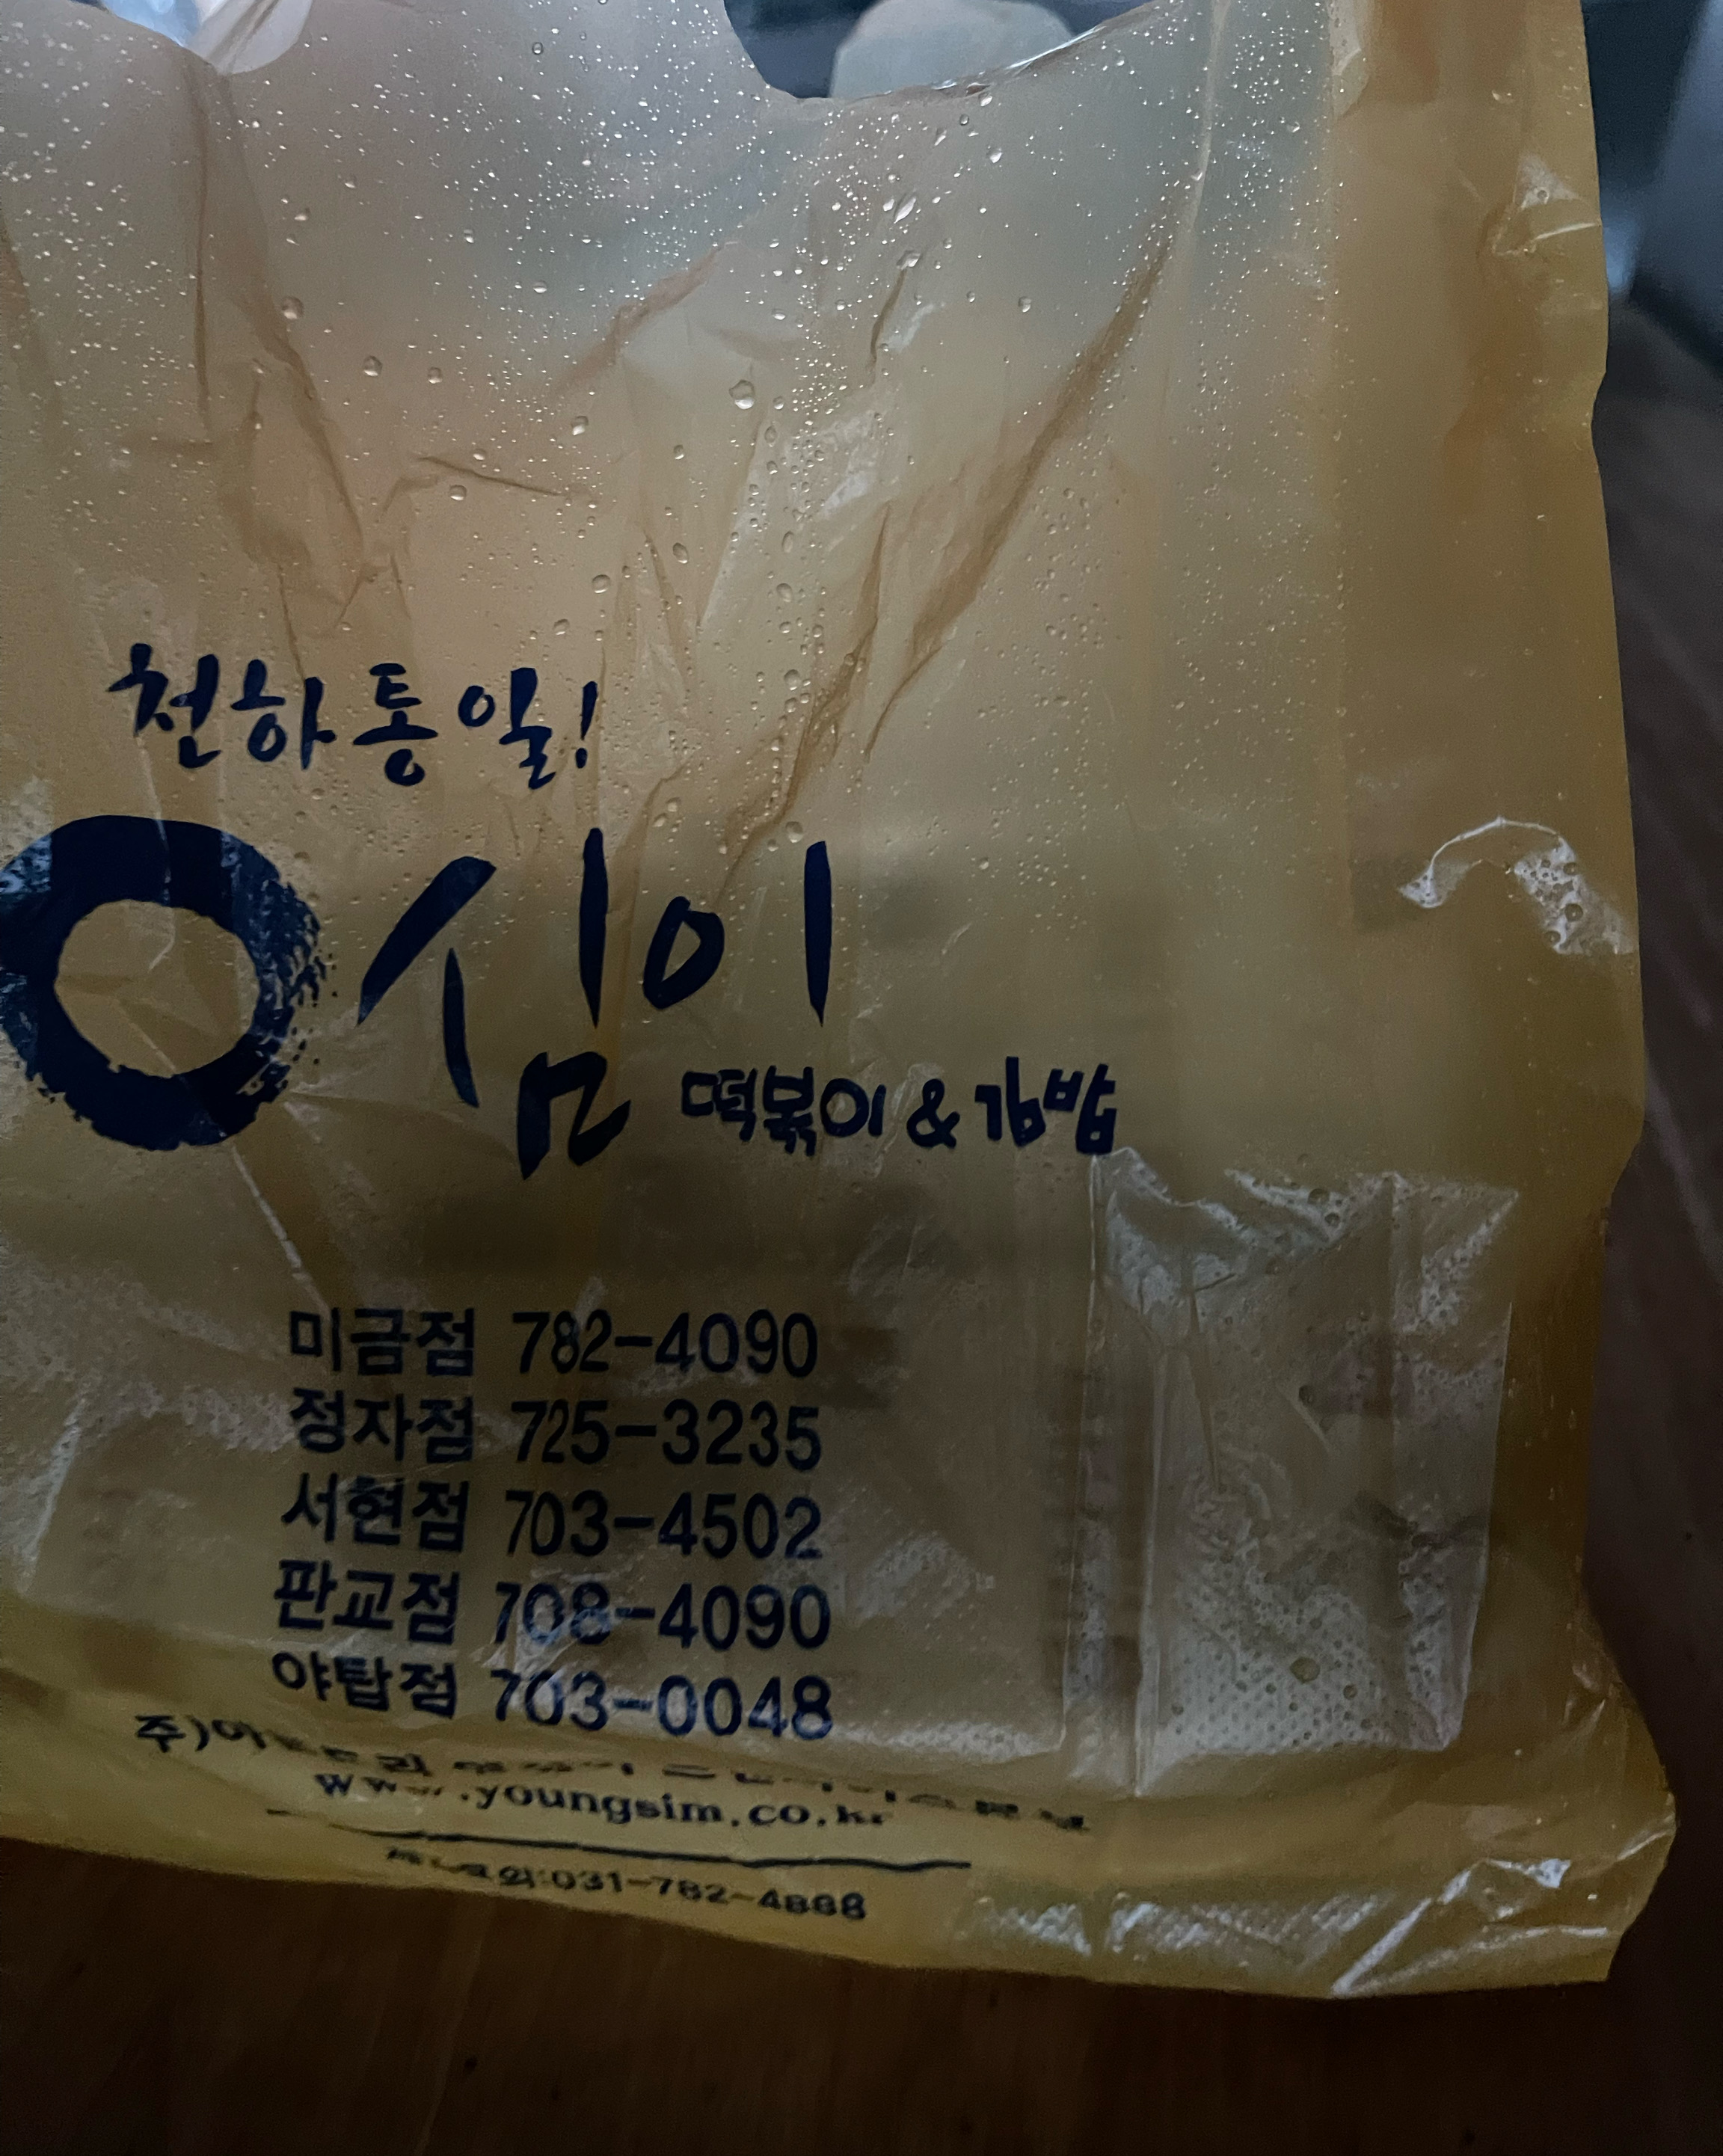 천하통일!
심이
떡볶이 & 김밥
미금점 782-4090
정자점 725-3235
서현점 703-4502
판교점 708-4090
야탑점 703-0048
주)
www.youngsim.co.kr
031-782-4888